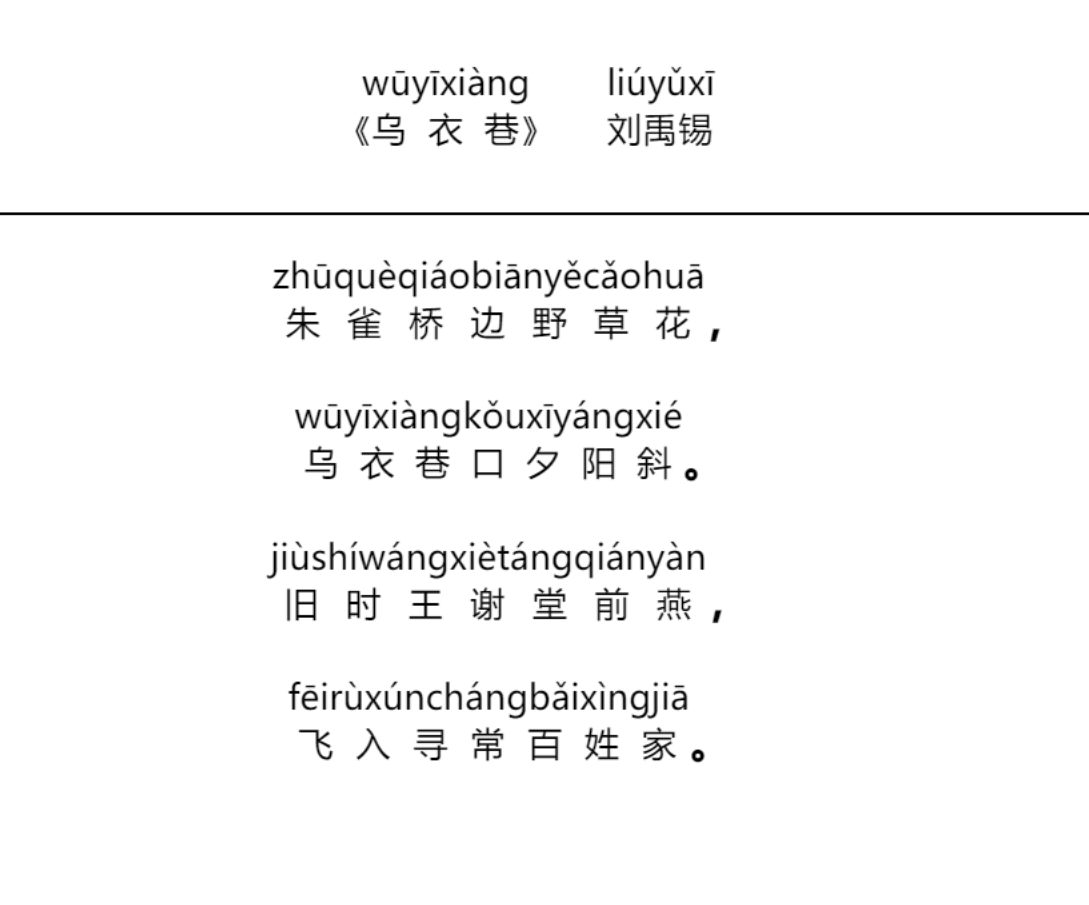 wūyīxiàng liúyǔxī
《乌衣巷》 刘禹锡
zhūquèqiáobiānyěcǎohuā
朱雀桥边野草花，
wūyīxiàngkǒuxīyángxié
乌衣巷口夕阳斜。
jiùshíwángxiètángqiányàn
旧时王谢堂前燕，
fēirùxúnchángbǎixìngjiā
飞入寻常百姓家。